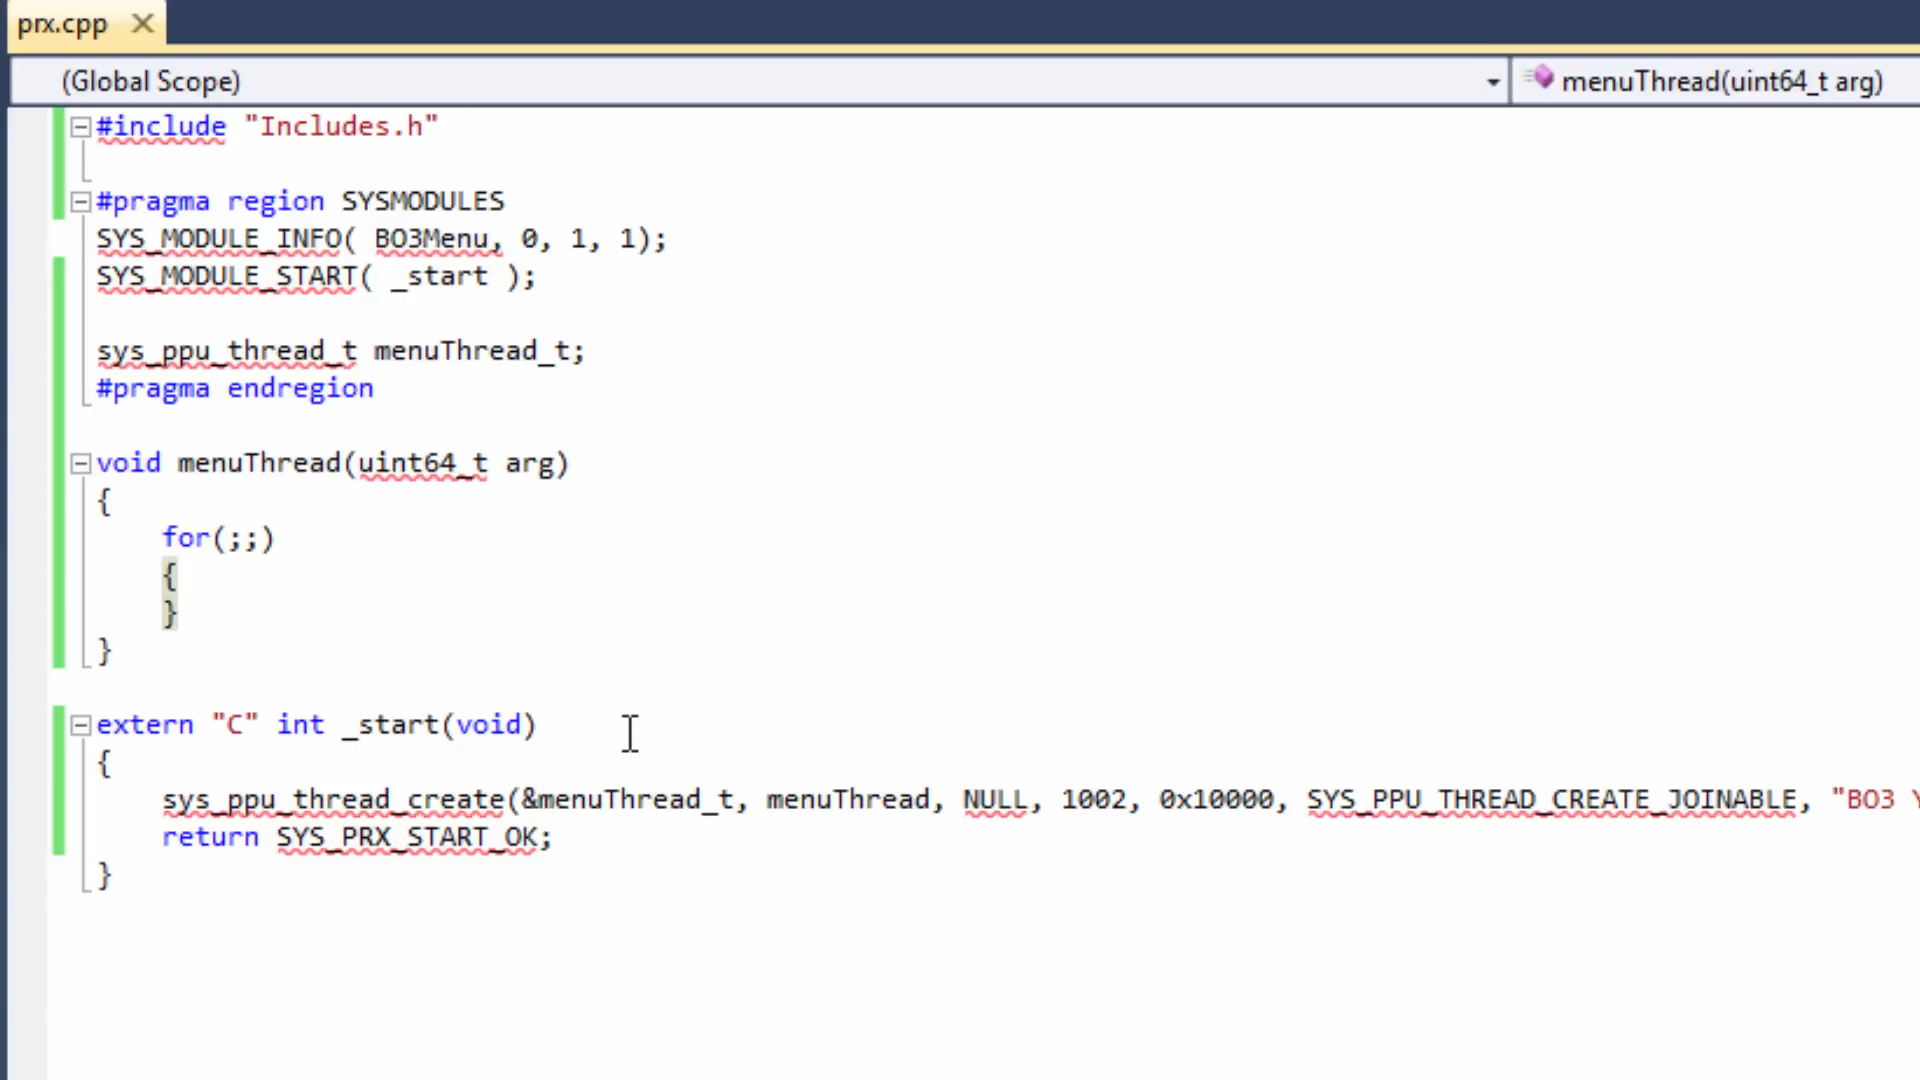 prx.cpp
(Global Scope)
menuThread(uint64_t arg)
#include "Includes.h"
#pragma region SYSMODULES
SYS_MODULE_INFO( BO3Menu, 0, 1, 1);
SYS_MODULE_START( _start );
sys_ppu_thread_t menuThread_t;
#pragma endregion
void menuThread(uint64_t arg)
{
for(;;)
{
}
}
extern "C" int _start(void)
{
sys_ppu_thread_create(&menuThread_t, menuThread, NULL, 1002, 0x10000, SYS_PPU_THREAD_CREATE_JOINABLE, "BO3
return SYS_PRX_START_OK;
}